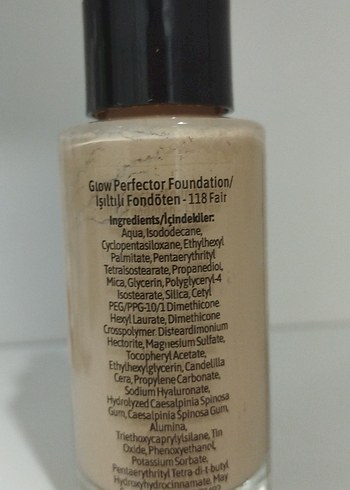 Glow Perfector Foundation/
Işıltılı Fondöten - 118 Fair
Ingredients/İçindekiler:
Aqua, Isododecane,
Cyclopentasiloxane, Ethylhexyl
Palmitate, Pentaerythrityl
Tetraisostearate, Propanediol,
Mica, Glycerin, Polyglyceryl-4
Isostearate, Silica, Cetyl
PEG/PPG-10/1 Dimethicone
Hexyl Laurate, Dimethicone
Crosspolymer, Disteardimonium
Hectorite, Magnesium Sulfate,
Tocopheryl Acetate,
Ethylhexylglycerin, Candelilla
Cera, Propylene Carbonate,
Sodium Hyaluronate,
Hydrolyzed Caesalpinia Spinosa
Gum, Caesalpinia Spinosa Gum,
Alumina,
Triethoxycaprylylsilane, Tin
Oxide, Phenoxyethanol,
Potassium Sorbate,
Pentaerythrityl Tetra-di-t-butyl
Hydroxyhydrocinnamate, May